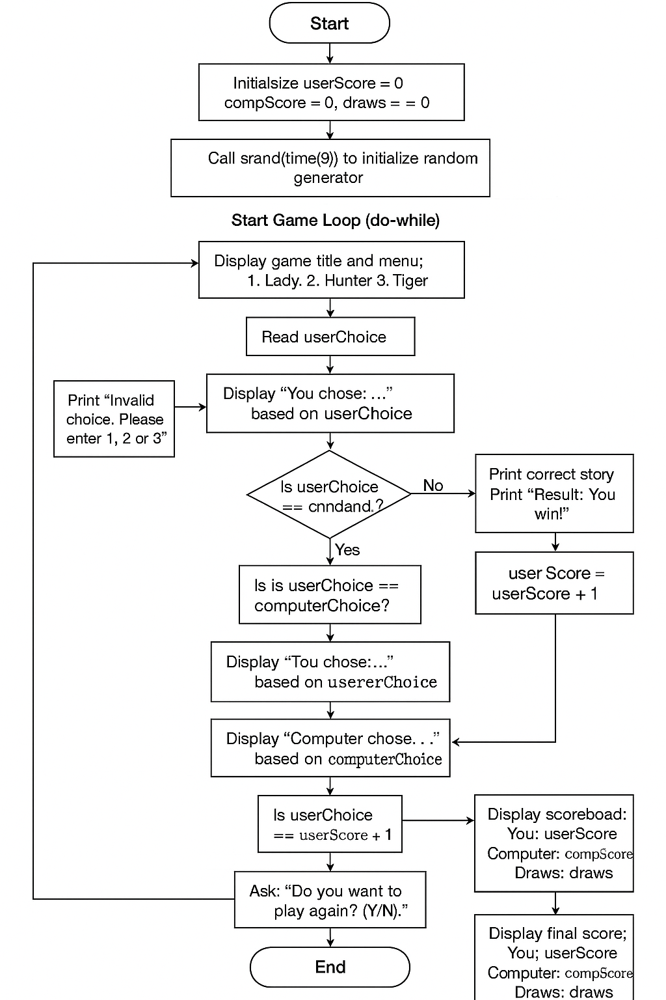 Start
Initialsize userScore = 0
compScore = 0, draws = = 0
Call srand(time(9)) to initialize random
generator
Start Game Loop (do-while)
Display game title and menu;
1. Lady. 2. Hunter 3. Tiger
Read userChoice
Print “Invalid
choice. Please
enter 1, 2 or 3”
Display “You chose: ...”
based on userChoice
Is userChoice
== cnndand.?
No
Print correct story
Print “Result: You
win!”
Yes
user Score =
userScore + 1
Is is userChoice ==
computerChoice?
Display “Tou chose:...”
based on usererChoice
Display “Computer chose. . .”
based on computerChoice
Is userChoice
== userScore + 1
Display scoreboad:
You: userScore
Computer: compScore
Draws: draws
Ask: “Do you want to
play again? (Y/N).”
Display final score;
You; userScore
Computer: compScore
Draws: draws
End